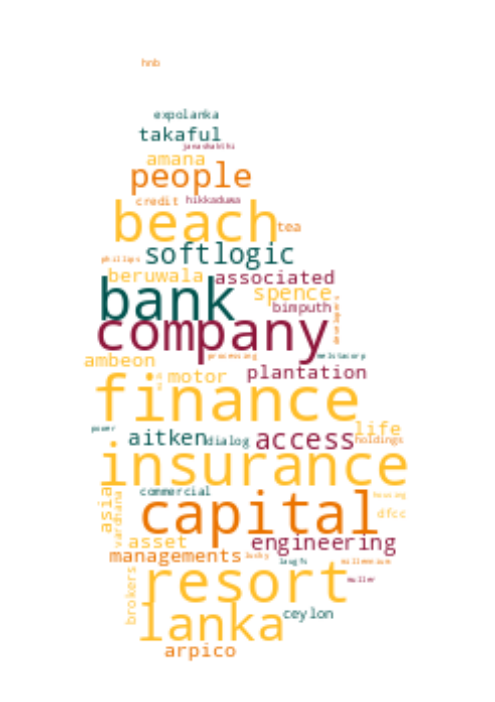 hnb
expolanka
takaful
janashakthi
amana
people
credit hikkaduwa
beach tea
softlogic
phillips
beruwala associated
bank spence
bimputh
company
ambeon processing
motor plantation
finance
power life
aitken dialog access holdings
insurance
asia commercial housing
vardhana
capital dfcc
asset engineering
managements lucky laugfs millennium
resort muller
brokers
lanka ceylon
arpico